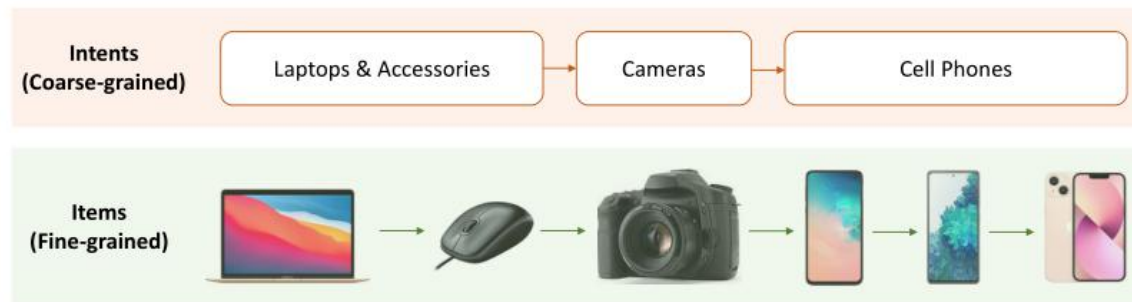 Intents
(Coarse-grained)
Laptops & Accessories
Cameras
Cell Phones
Items
(Fine-grained)